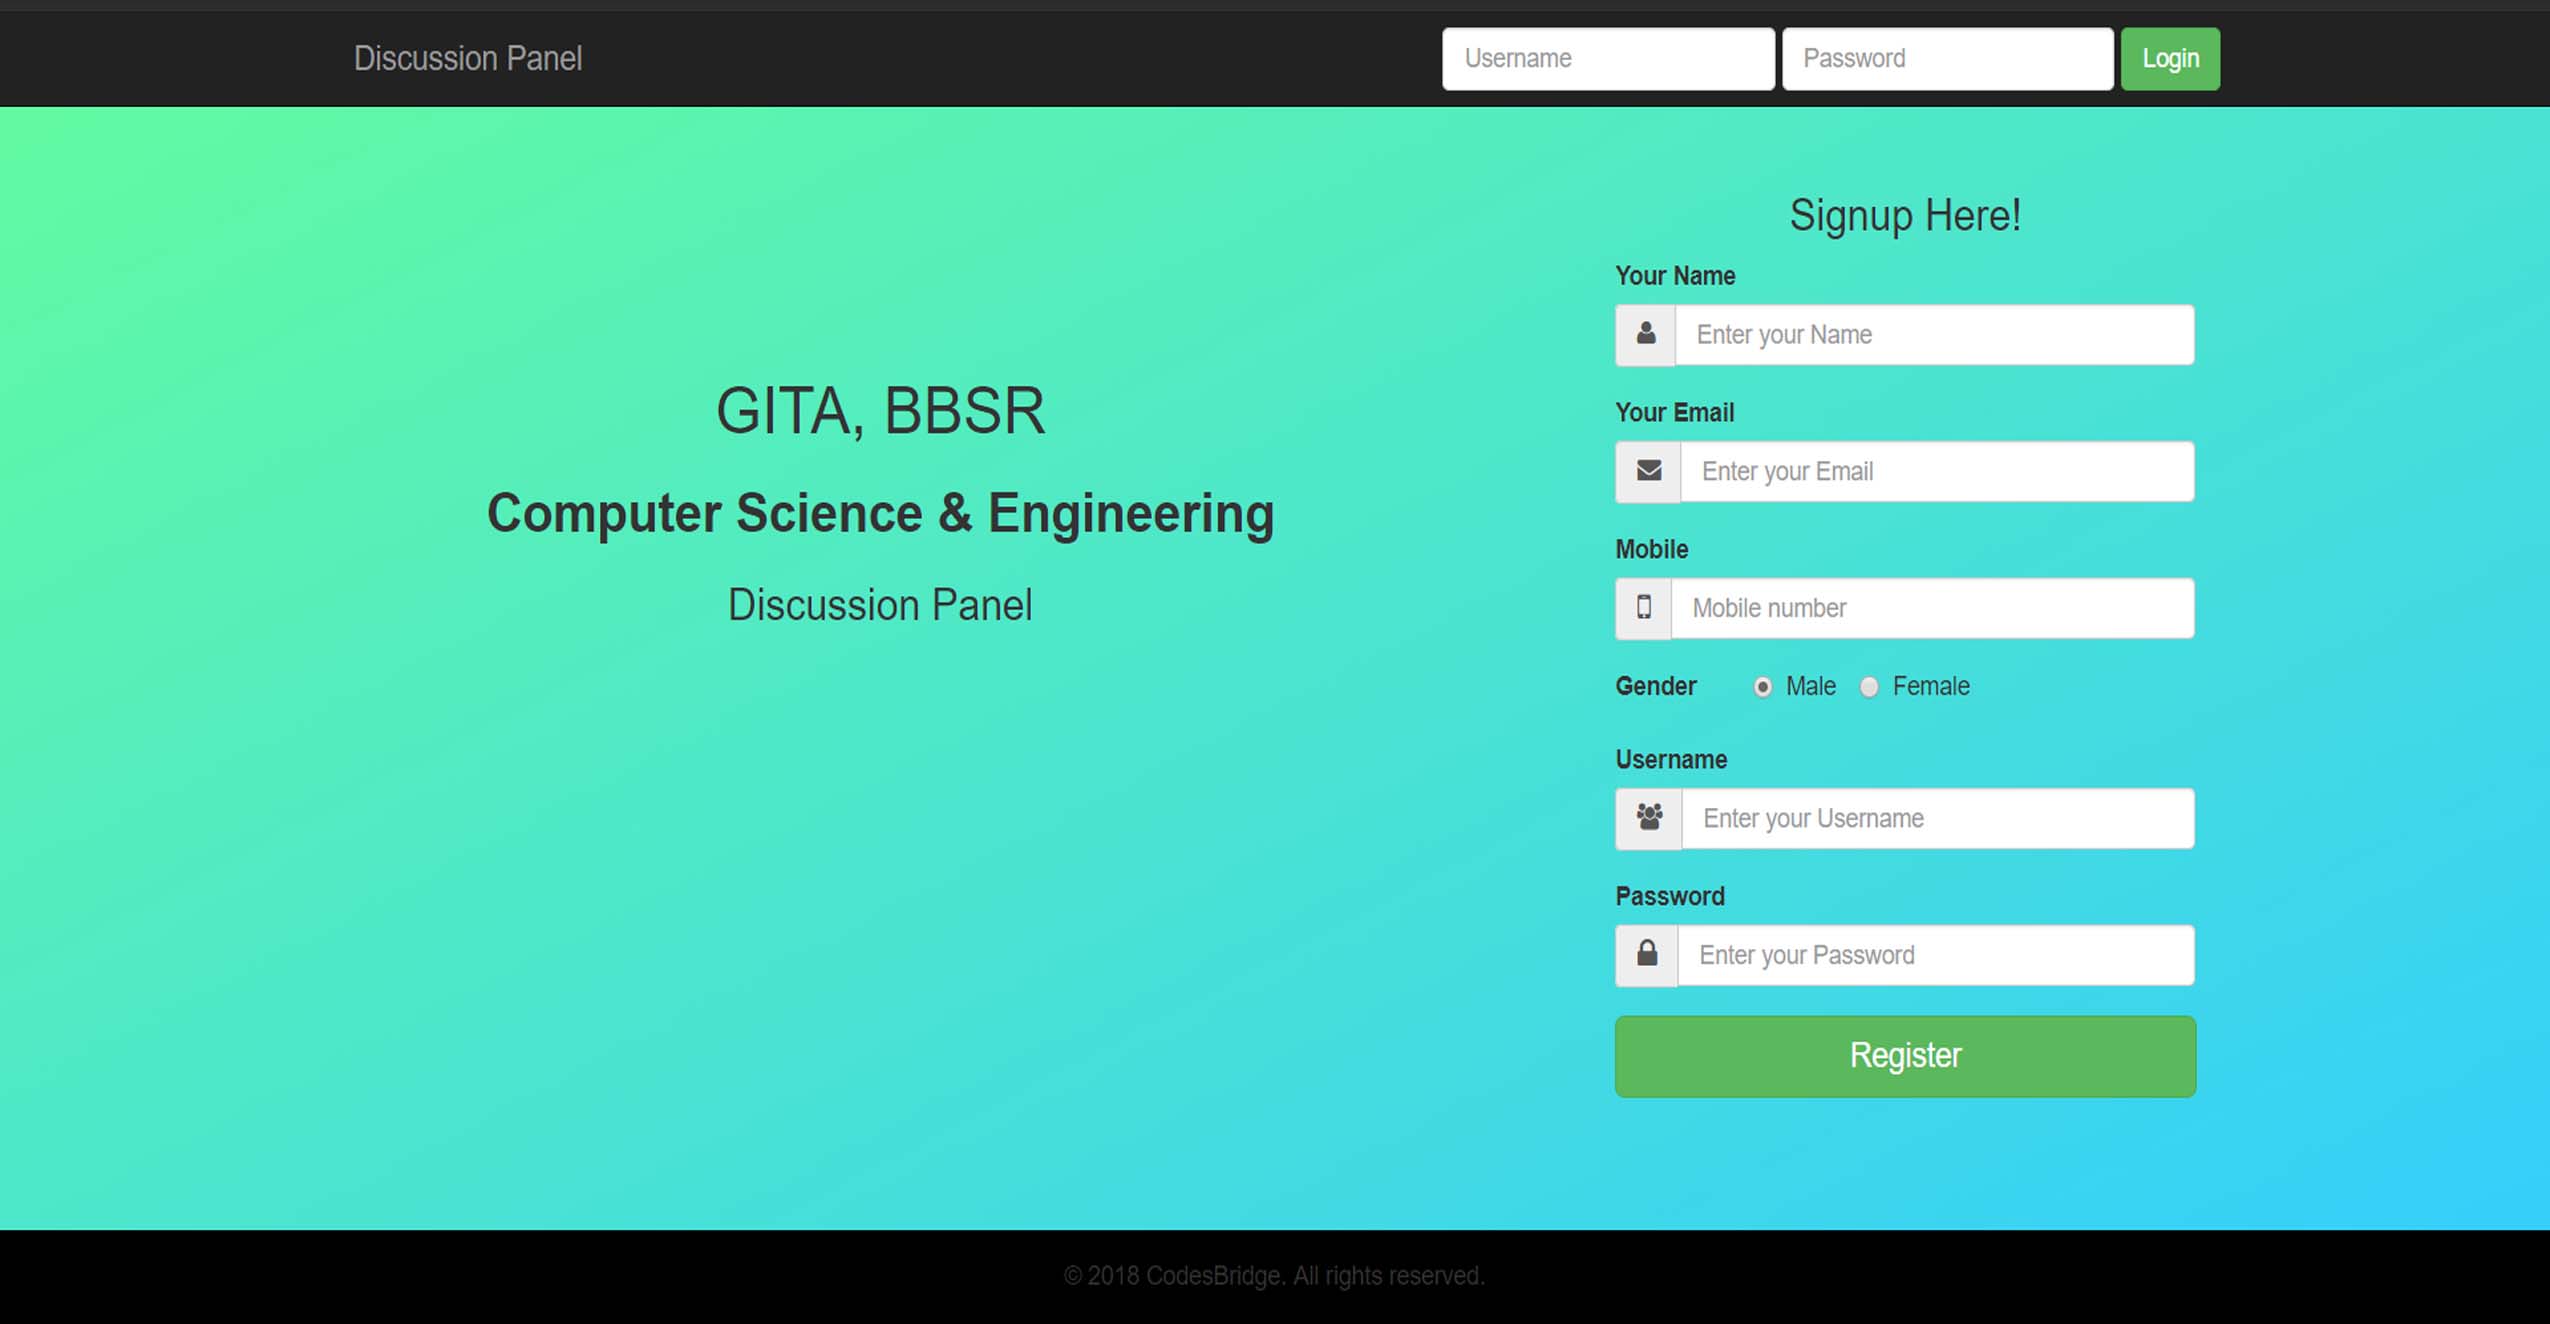 Discussion Panel
Username Password Login
GITA, BBSR
Computer Science & Engineering
Discussion Panel
Signup Here!
Your Name
Enter your Name
Your Email
Enter your Email
Mobile
Mobile number
Gender Male Female
Username
Enter your Username
Password
Enter your Password
Register
© 2018 CodesBridge. All rights reserved.